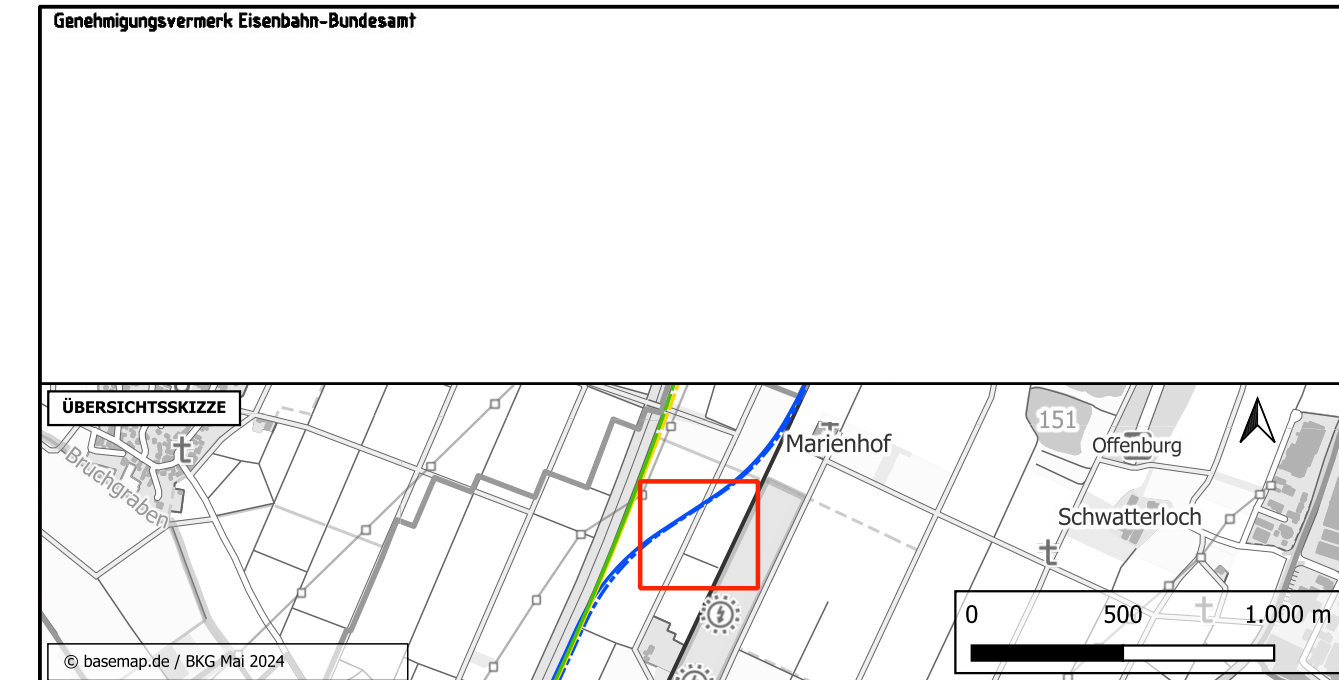 Genehmigungsvermerk Eisenbahn-Bundesamt
ÜBERSICHTSSKIZZE
Bruchgraben
Marienhof
151
Offenburg
Schwatterloch
0 500 1.000 m
© basemap.de / BKG Mai 2024